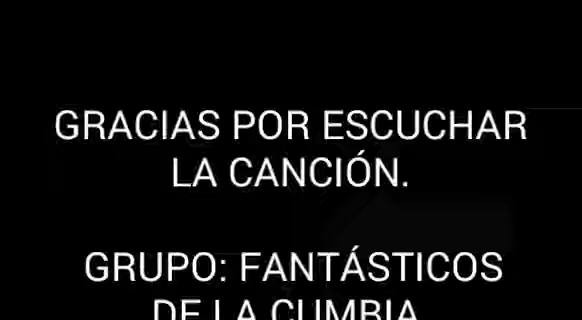 GRACIAS POR ESCUCHAR
LA CANCIÓN.
GRUPO: FANTÁSTICOS
DE LA CUMBIA